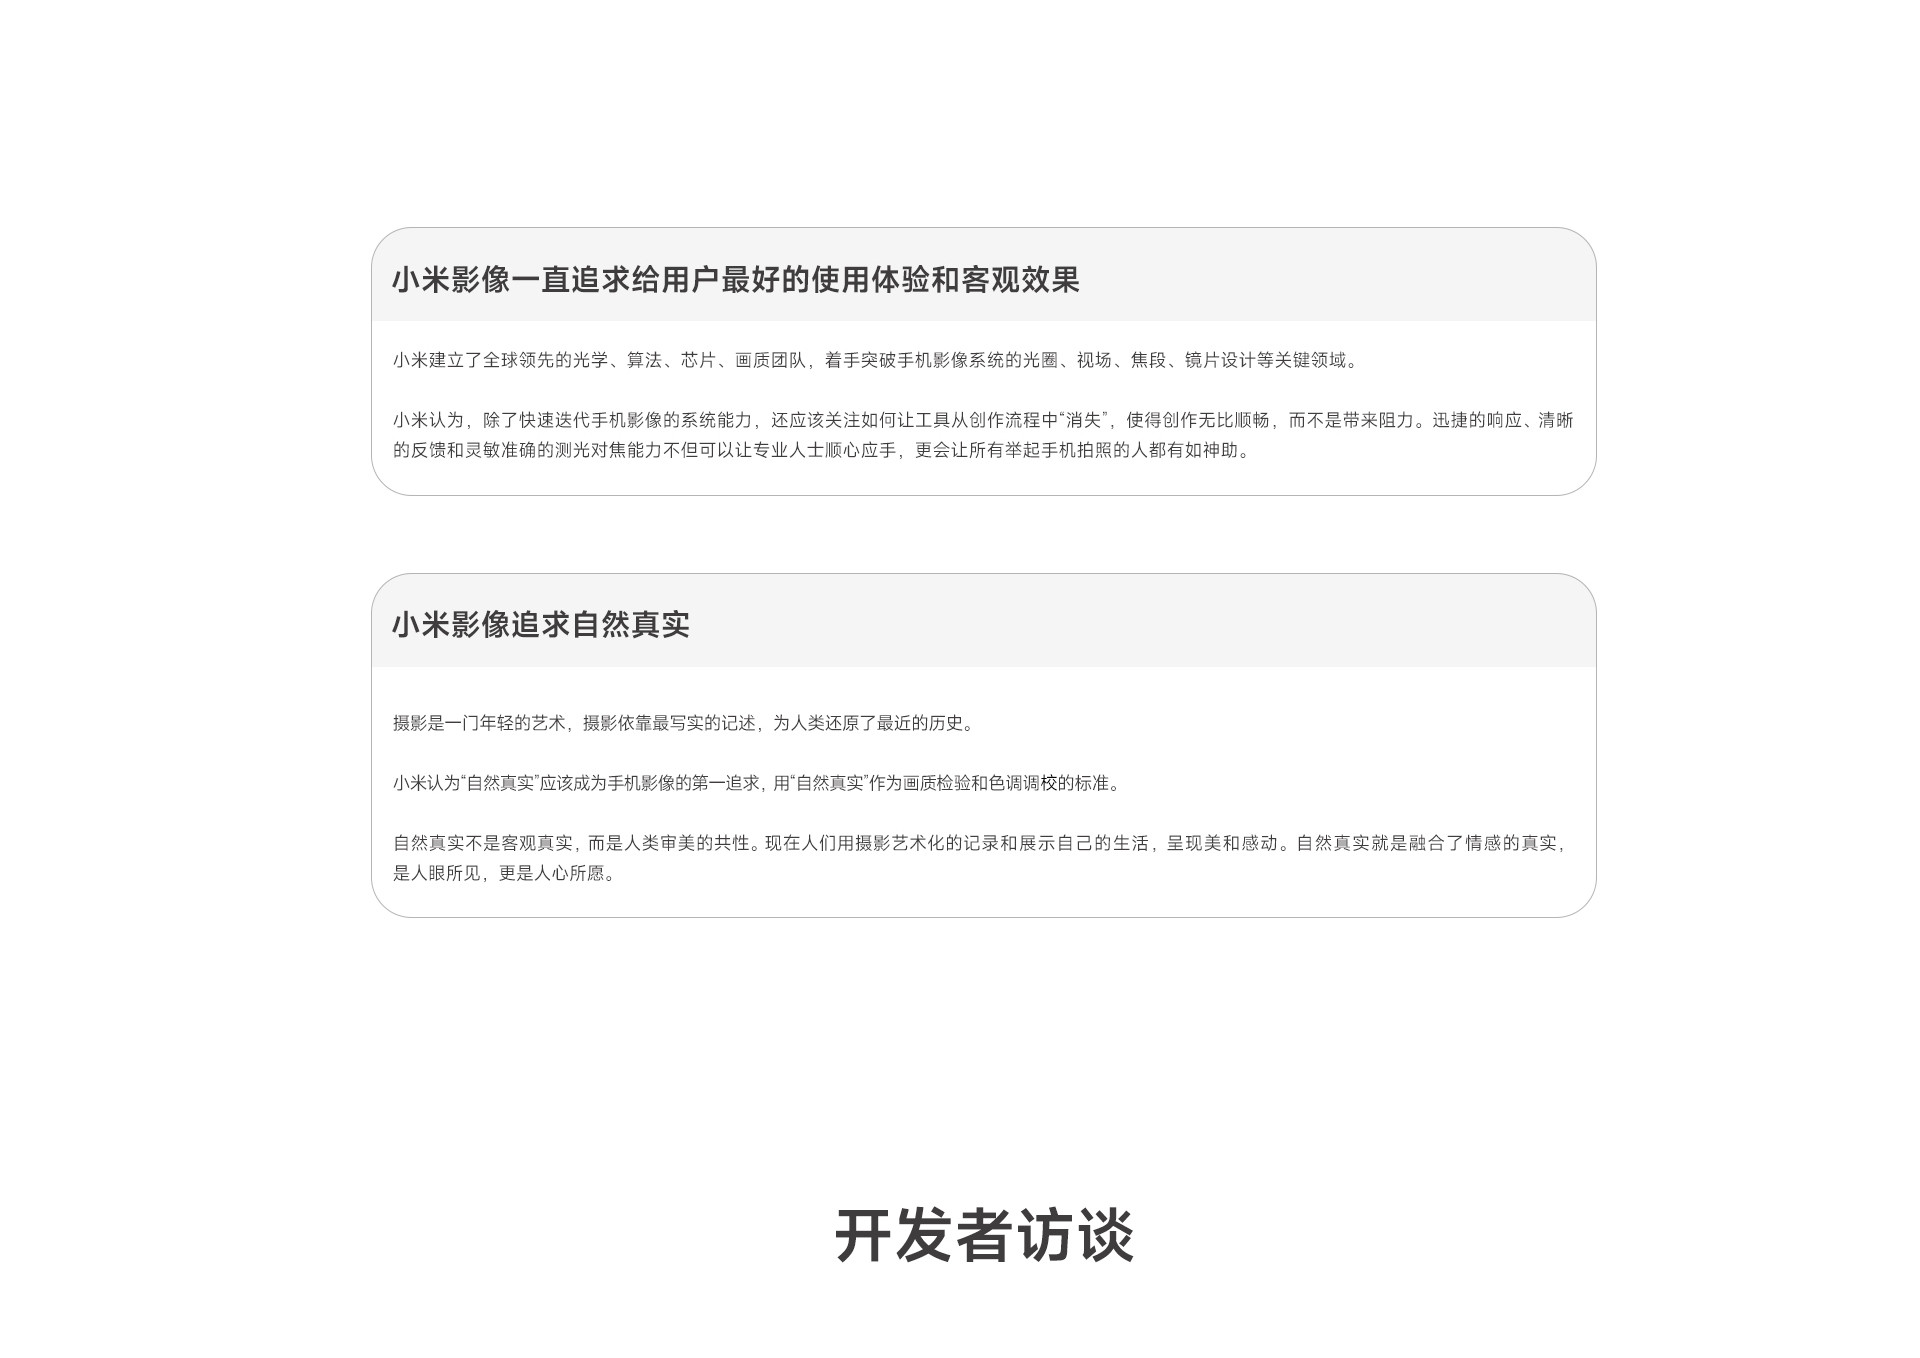 小米影像一直追求给用户最好的使用体验和客观效果
小米建立了全球领先的光学、算法、芯片、画质团队，着手突破手机影像系统的光圈、视场、焦段、镜片设计等关键领域。
小米认为，除了快速迭代手机影像的系统能力，还应该关注如何让工具从创作流程中“消失”，使得创作无比顺畅，而不是带来阻力。迅捷的响应、清晰
的反馈和灵敏准确的测光对焦能力不但可以让专业人士顺心应手，更会让所有举起手机拍照的人都有如神助。
小米影像追求自然真实
摄影是一门年轻的艺术，摄影依靠最写实的记述，为人类还原了最近的历史。
小米认为“自然真实”应该成为手机影像的第一追求，用“自然真实”作为画质检验和色调调校的标准。
自然真实不是客观真实，而是人类审美的共性。现在人们用摄影艺术化的记录和展示自己的生活，呈现美和感动。自然真实就是融合了情感的真实，
是人眼所见，更是人心所愿。
开发者访谈